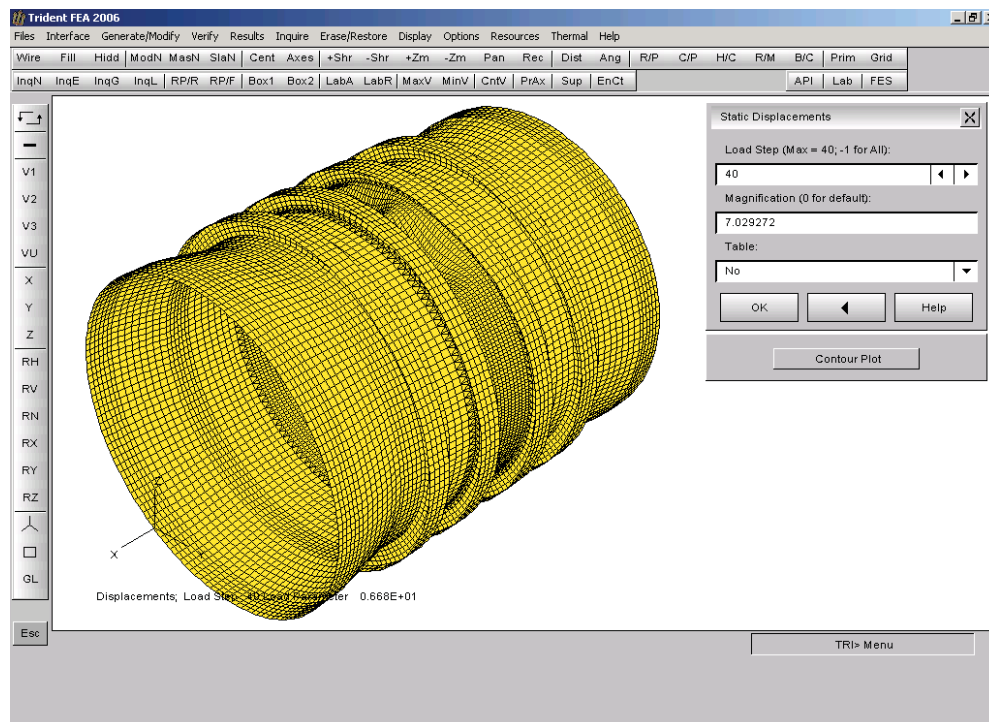 Trident FEA 2006
Files Interface Generate/Modify Verify Results Inquire Erase/Restore Display Options Resources Thermal Help
Wire Fill Hidd ModN MasN SlaN Cent Axes +Shr -Shr +Zm -Zm Pan Rec Dist Ang R/P C/P H/C R/M B/C Prim Grid
InqN InqE InqG InqL RP/R RP/F Box1 Box2 LabA LabR MaxV MinV CntV PrAx Sup EnCt API Lab FES
Static Displacements
Load Step (Max = 40; -1 for All):
40
Magnification (0 for default):
7.029272
Table:
No
OK Help
Contour Plot
V1
V2
V3
VU
X
Y
Z
RH
RV
RN
RX
RY
RZ
GL
Esc
Z
X
Displacements; Load Step 40 Load Parameter 0.668E+01
TRI> Menu